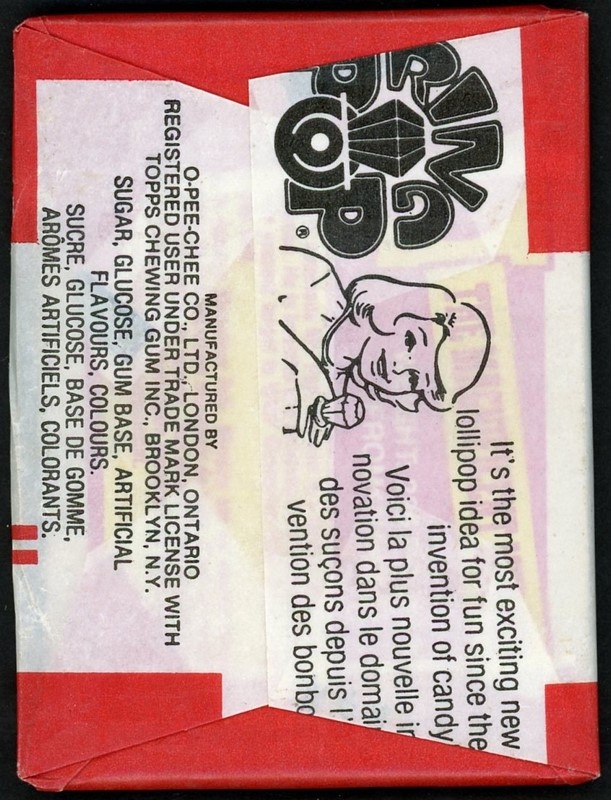 RING
POP®
It's the most exciting new
lollipop idea for fun since the
invention of candy
Voici la plus nouvelle
novation dans le
des suçons depuis
vention des
MANUFACTURED BY
O-PEE-CHEE CO., LTD., LONDON, ONTARIO
REGISTERED USER UNDER TRADE MARK LICENSE WITH
TOPPS CHEWING GUM INC., BROOKLYN, N.Y.
SUGAR, GLUCOSE, GUM BASE, ARTIFICIAL
FLAVOURS, COLOURS.
SUCRE, GLUCOSE, BASE DE GOMME,
ARÔMES ARTIFICIELS, COLORANTS.